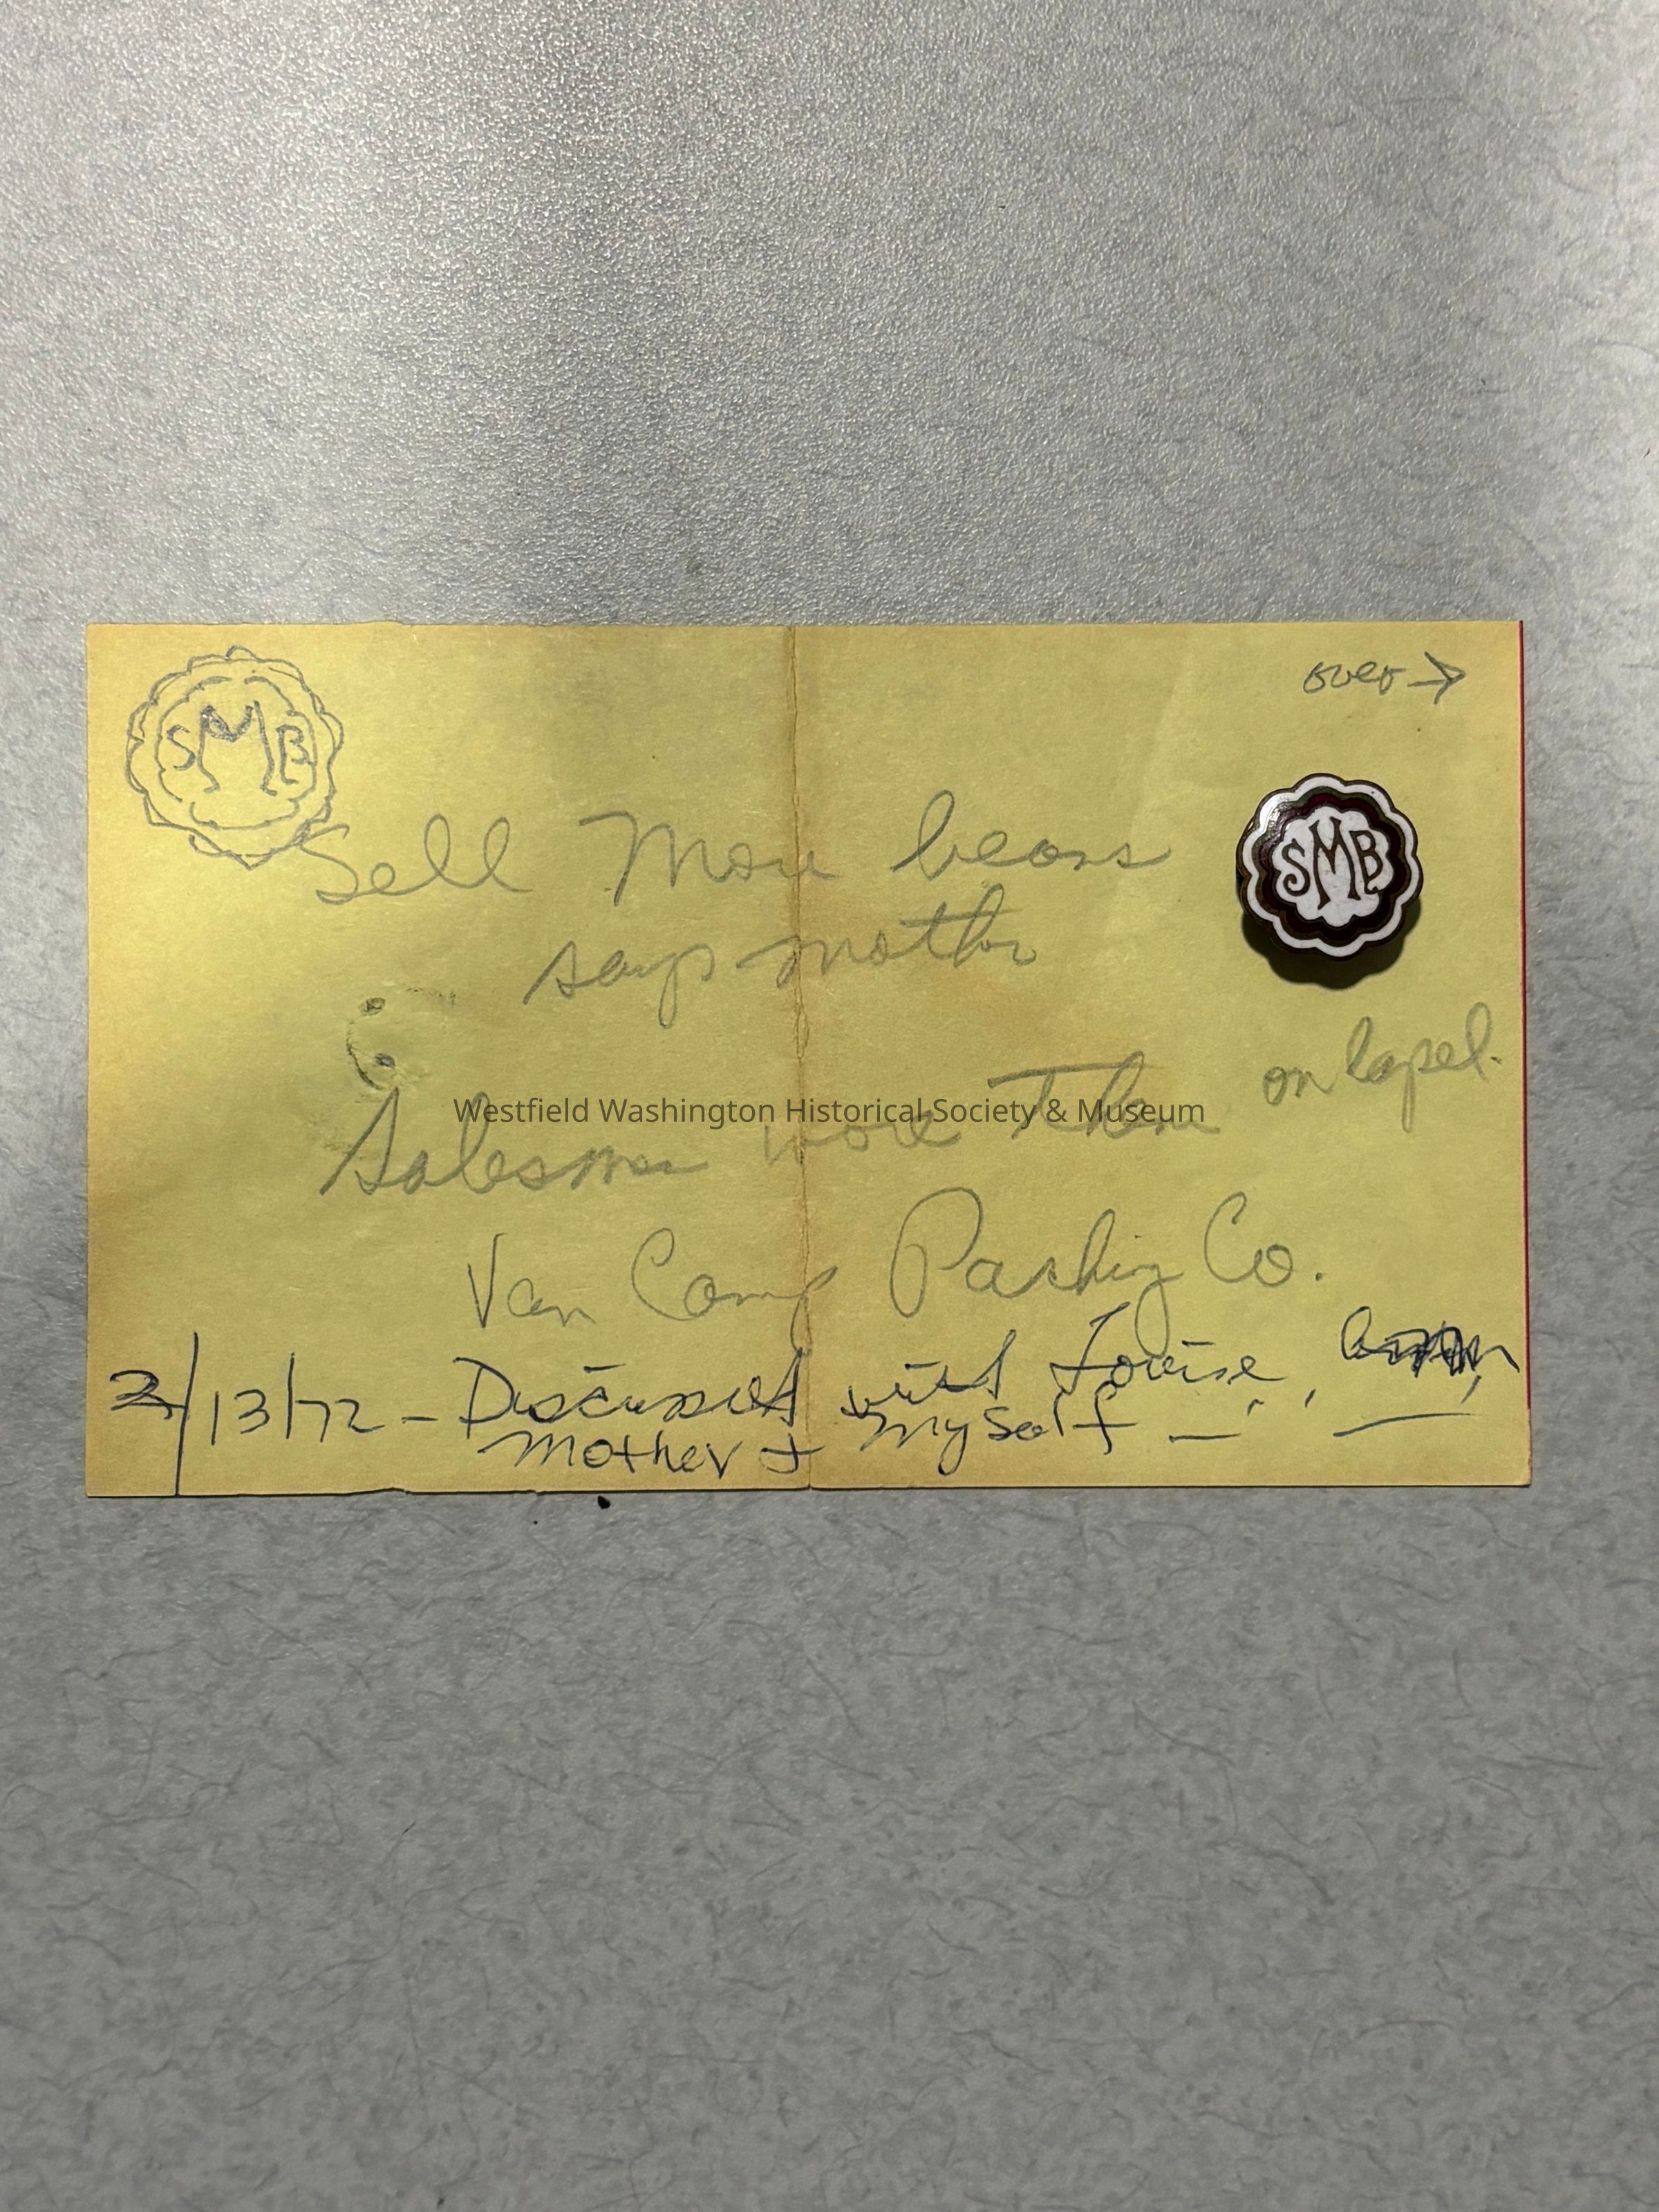 over →
SMB
SMB
Sell More beans
says mother
Salesmen wore them on lapel.
Van Camp Packing Co.
2/13/72 - Discussed with Louise,
Mother + Myself —
Westfield Washington Historical Society & Museum